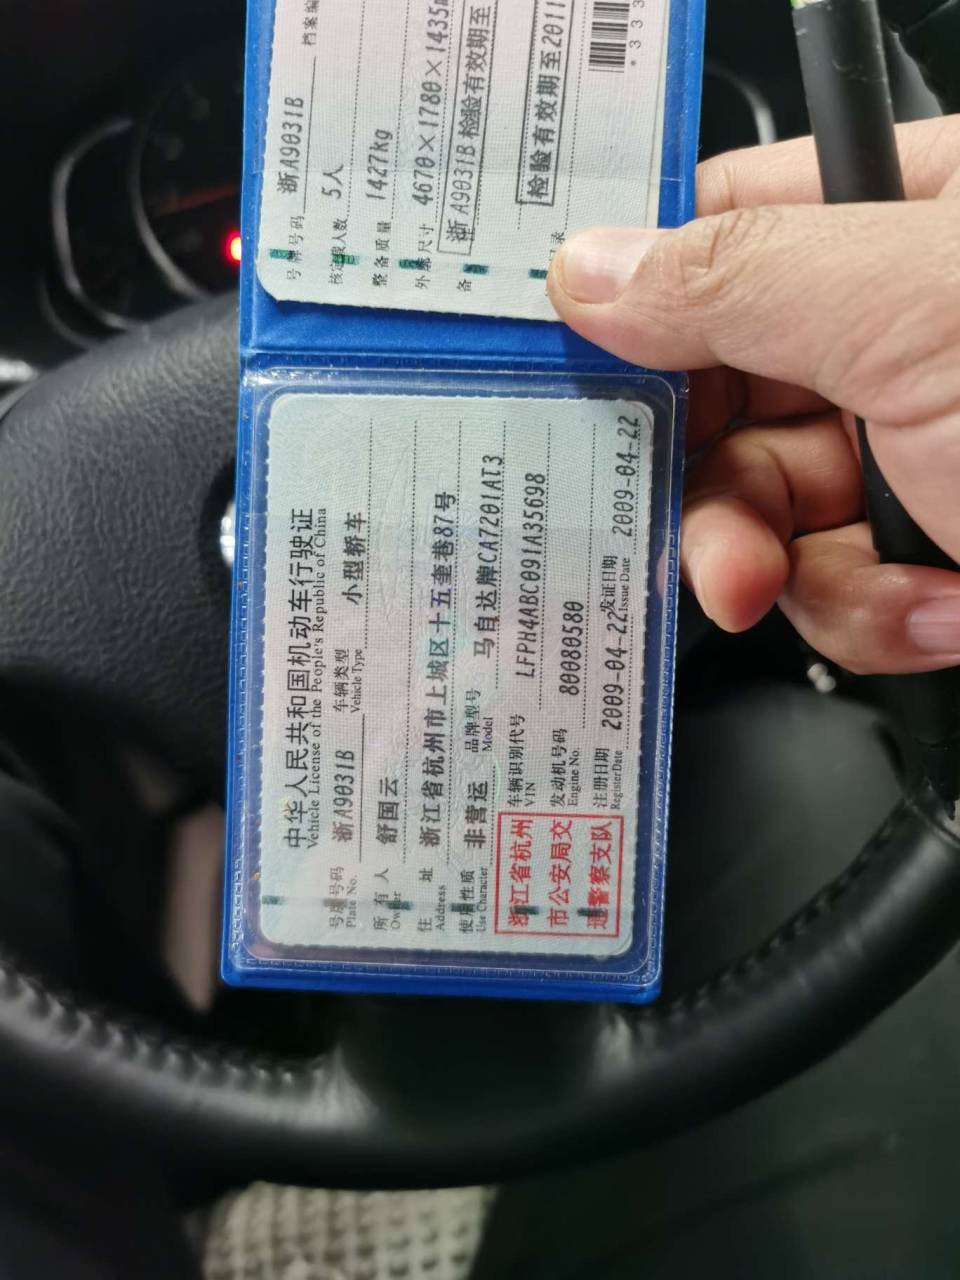 中华人民共和国机动车行驶证
Vehicle License of the People's Republic of China
号牌号码 浙A9031B 车辆类型 小型轿车
Plate No. Vehicle Type
所有人 舒国云
Owner
住址 浙江省杭州市上城区十五奎巷87号
Address
使用性质 非营运 品牌型号 马自达牌CA7201AT3
Use Character Model
浙江省杭州
市公安局交
通警察支队
车辆识别代号 LFPH4ABC091A35698
VIN
发动机号码 80080580
Engine No.
注册日期 2009-04-22 发证日期 2009-04-22
Register Date Issue Date
号牌号码 浙A9031B 档案编
核定载人数 5人
整备质量 1427kg
外廓尺寸 4670×1780×1435m
备 浙A9031B检验有效期至
检验有效期至2011
录
*333